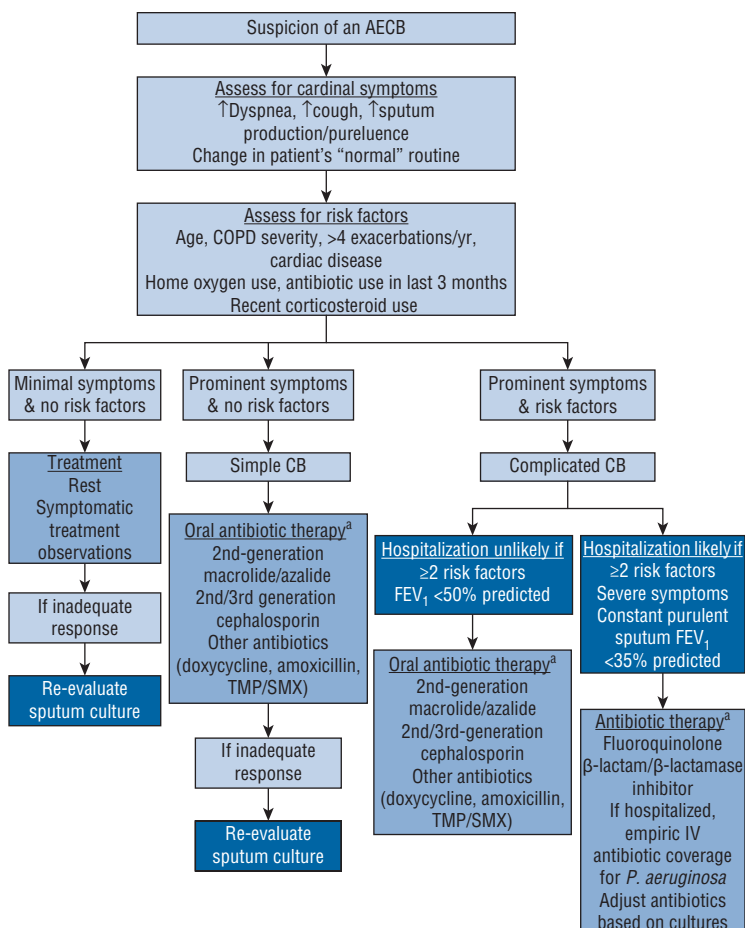 Suspicion of an AECB
Assess for cardinal symptoms
↑Dyspnea, ↑cough, ↑sputum
production/pureluence
Change in patient's “normal” routine
Assess for risk factors
Age, COPD severity, >4 exacerbations/yr,
cardiac disease
Home oxygen use, antibiotic use in last 3 months
Recent corticosteroid use
Minimal symptoms
& no risk factors
Treatment
Rest
Symptomatic
treatment
observations
If inadequate
response
Re-evaluate
sputum culture
Prominent symptoms
& no risk factors
Simple CB
Oral antibiotic therapyᵃ
2nd-generation
macrolide/azalide
2nd/3rd generation
cephalosporin
Other antibiotics
(doxycycline, amoxicillin,
TMP/SMX)
If inadequate
response
Re-evaluate
sputum culture
Prominent symptoms
& risk factors
Complicated CB
Hospitalization unlikely if
≥2 risk factors
FEV₁ <50% predicted
Oral antibiotic therapyᵃ
2nd-generation
macrolide/azalide
2nd/3rd-generation
cephalosporin
Other antibiotics
(doxycycline, amoxicillin,
TMP/SMX)
Hospitalization likely if
≥2 risk factors
Severe symptoms
Constant purulent
sputum FEV₁
<35% predicted
Antibiotic therapyᵃ
Fluoroquinolone
β-lactam/β-lactamase
inhibitor
If hospitalized,
empiric IV
antibiotic coverage
for P. aeruginosa
Adjust antibiotics
based on cultures